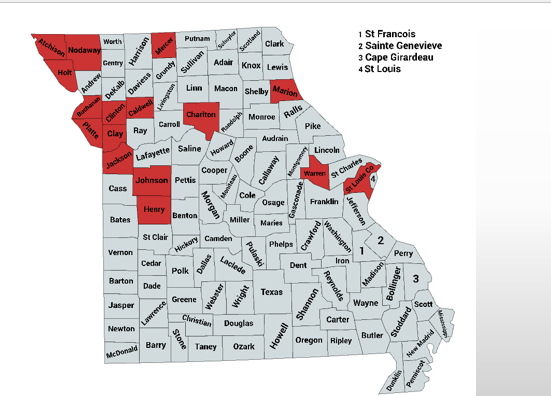 1 St Francois
2 Sainte Genevieve
3 Cape Girardeau
4 St Louis
Atchison
Nodaway
Worth
Harrison
Mercer
Putnam
Schuyler
Scotland
Clark
Holt
Gentry
Andrew
DeKalb
Daviess
Grundy
Sullivan
Adair
Knox
Lewis
Buchanan
Clinton
Caldwell
Livingston
Linn
Macon
Shelby
Marion
Platte
Clay
Ray
Carroll
Chariton
Randolph
Monroe
Ralls
Pike
Jackson
Lafayette
Saline
Howard
Boone
Audrain
Callaway
Montgomery
Lincoln
Warren
St Charles
St Louis Co
4
Cass
Johnson
Pettis
Cooper
Moniteau
Cole
Osage
Gasconade
Franklin
Jefferson
Bates
Henry
Benton
Morgan
Miller
Maries
Crawford
Washington
1
2
Perry
St Clair
Hickory
Camden
Pulaski
Phelps
Iron
Vernon
Cedar
Polk
Dallas
Laclede
Dent
Reynolds
Madison
Bollinger
3
Barton
Dade
Greene
Webster
Wright
Texas
Shannon
Wayne
Scott
Mississippi
Jasper
Lawrence
Christian
Douglas
Howell
Carter
Stoddard
Newton
McDonald
Barry
Stone
Taney
Ozark
Oregon
Ripley
Butler
New Madrid
Dunklin
Pemiscot